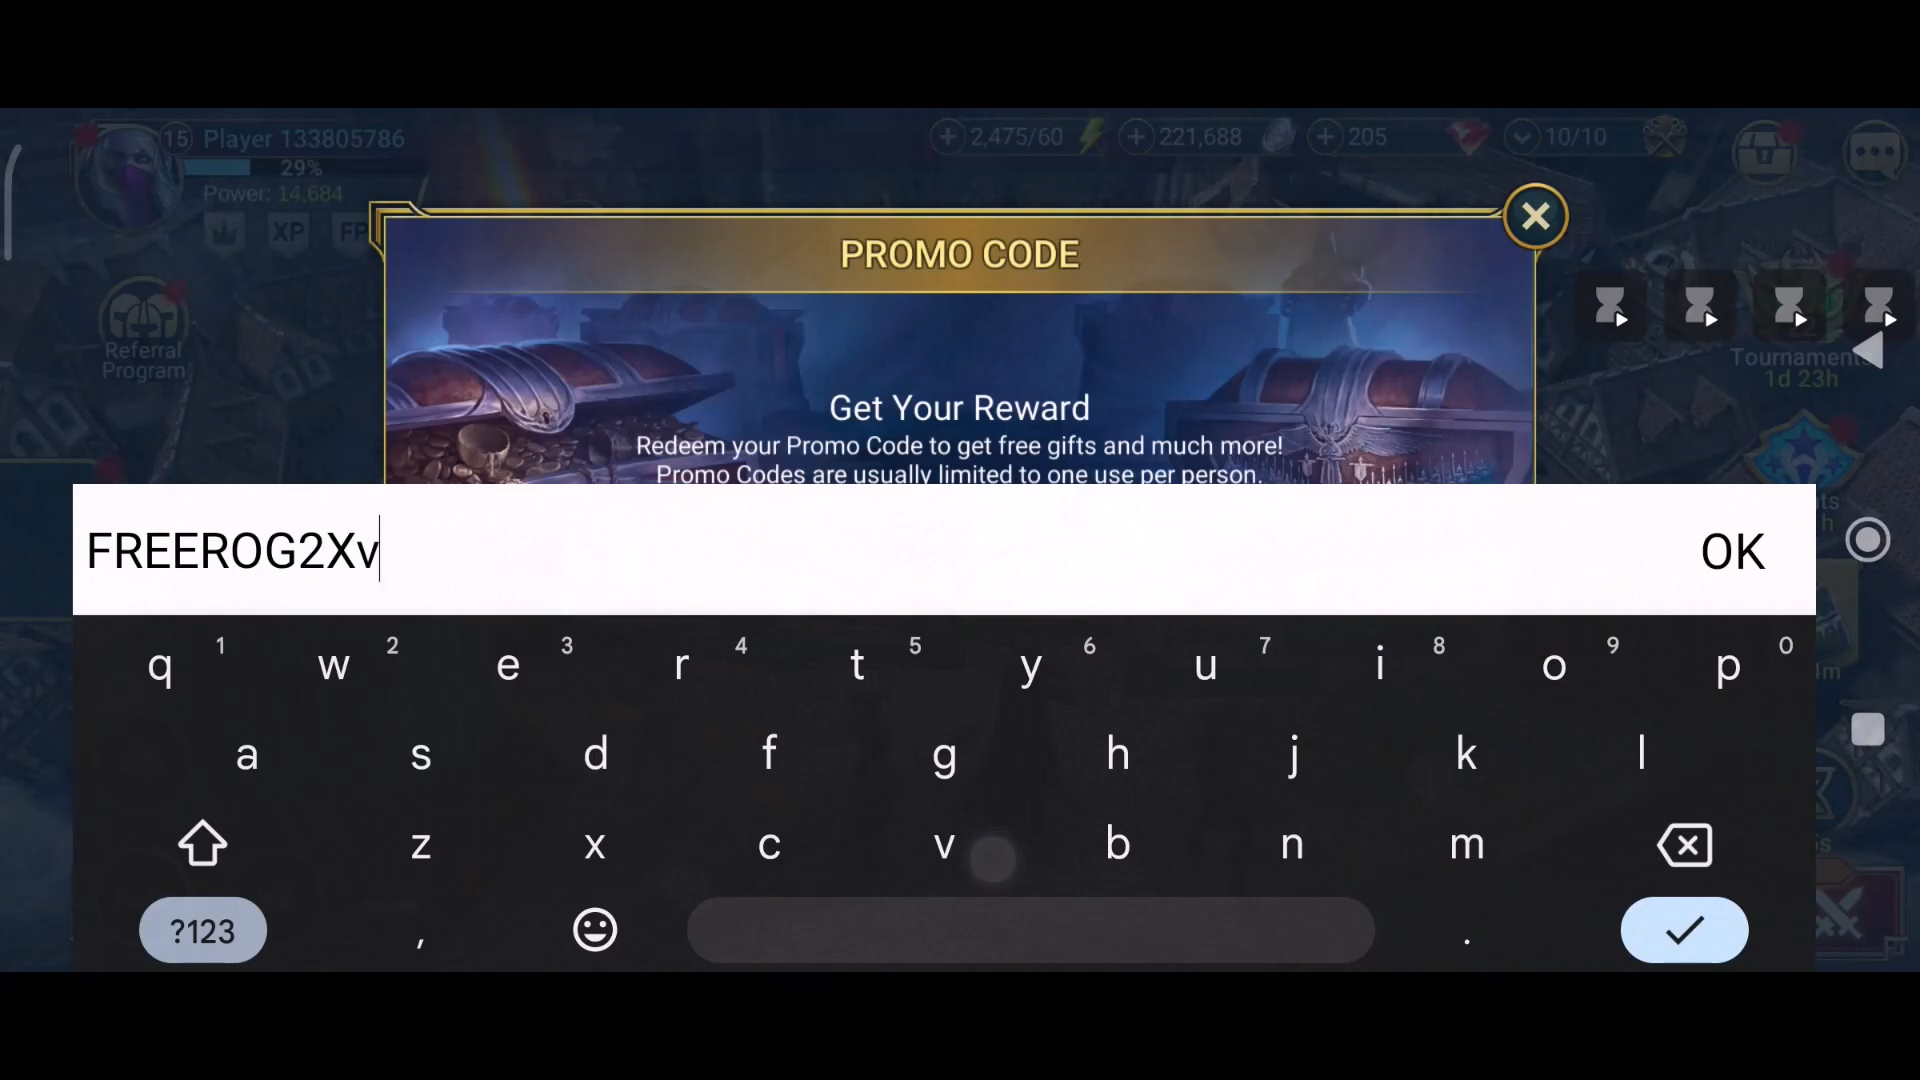 15 Player 133805786
29%
Power: 14,684
XP FP
2,475/60
221,688
205
10/10
Referral
Program
PROMO CODE
Get Your Reward
Redeem your Promo Code to get free gifts and much more!
Promo Codes are usually limited to one use per person.
Tournaments
1d 23h
FREEROG2Xv
OK
q 1 w 2 e 3 r 4 t 5 y 6 u 7 i 8 o 9 p 0
a s d f g h j k l
z x c v b n m
?123 , .